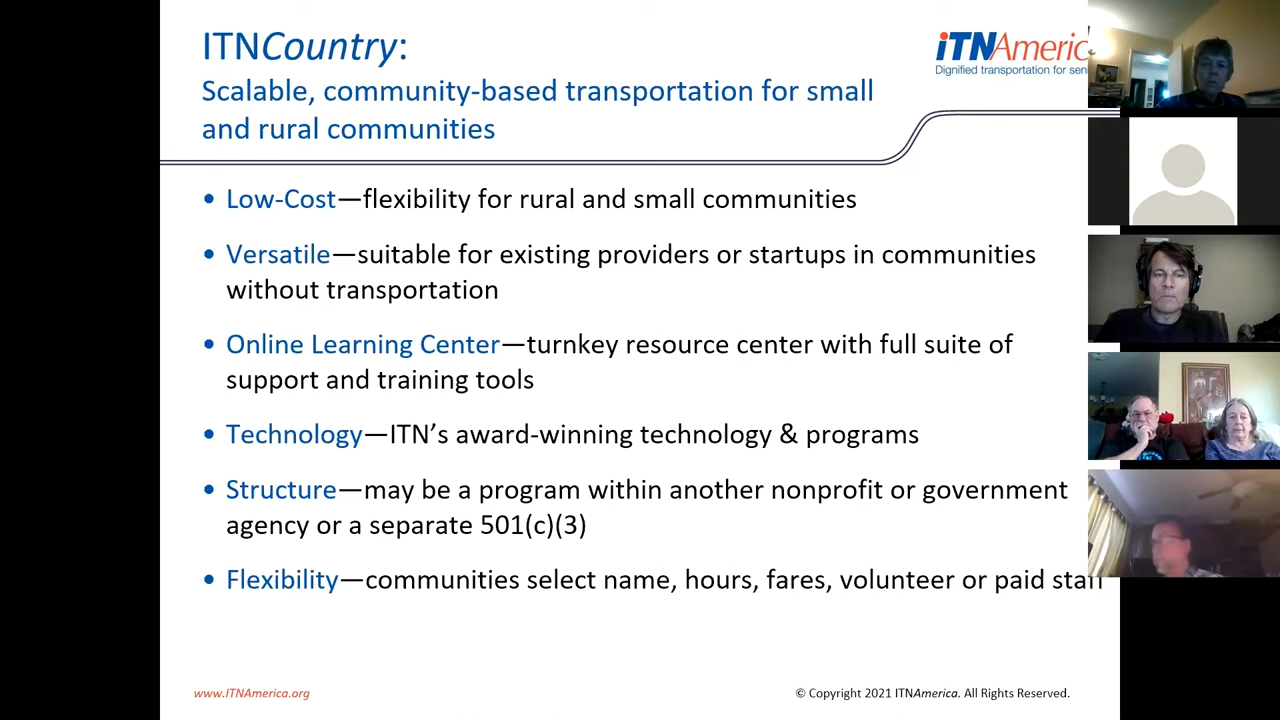 ITNCountry:
Scalable, community-based transportation for small
and rural communities
iTNAmeric
Dignified transportation for seni
• Low-Cost—flexibility for rural and small communities
• Versatile—suitable for existing providers or startups in communities
without transportation
• Online Learning Center—turnkey resource center with full suite of
support and training tools
• Technology—ITN’s award-winning technology & programs
• Structure—may be a program within another nonprofit or government
agency or a separate 501(c)(3)
• Flexibility—communities select name, hours, fares, volunteer or paid staff
www.ITNAmerica.org
© Copyright 2021 ITNAmerica. All Rights Reserved.